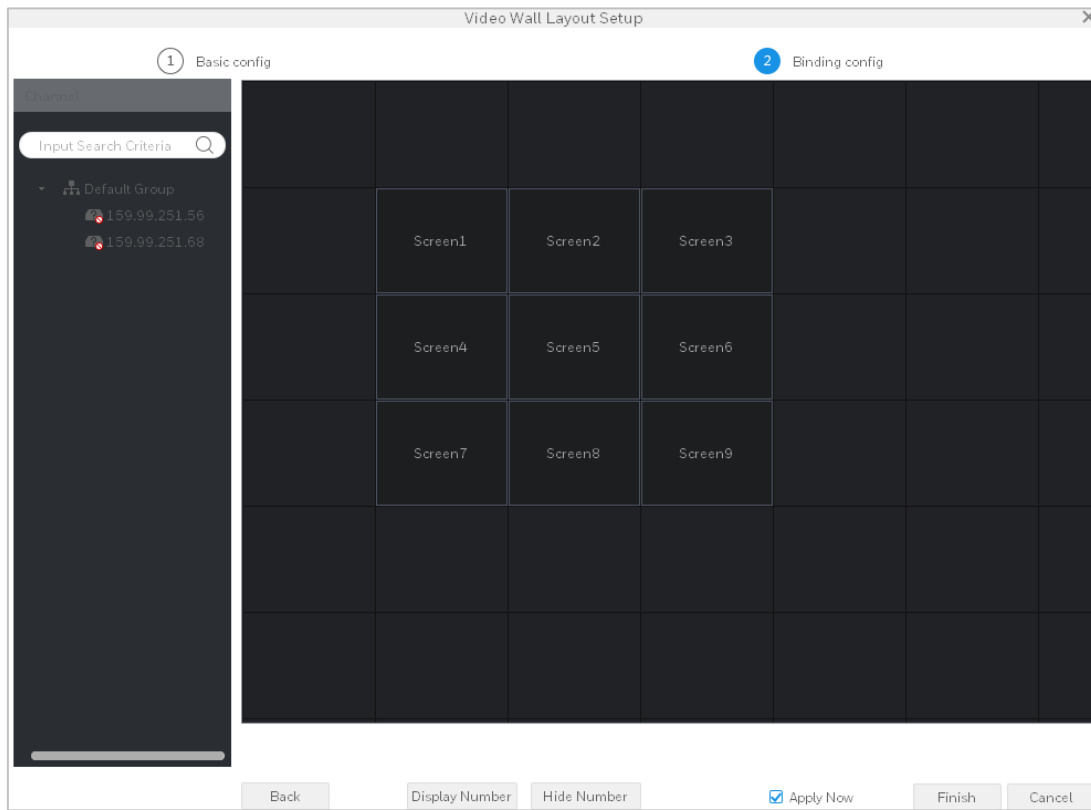 Video Wall Layout Setup
1 Basic config
2 Binding config
Channel
Input Search Criteria
Default Group
159.99.251.56
159.99.251.68
Screen1 Screen2 Screen3
Screen4 Screen5 Screen6
Screen7 Screen8 Screen9
Back Display Number Hide Number Apply Now Finish Cancel